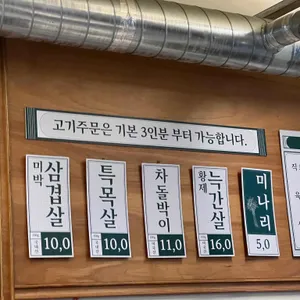 고기주문은 기본 3인분 부터 가능합니다.
미박 삼겹살
10,0
특목살
10,0
차돌박이
11,0
황제 늑간살
16,0
미나리
5,0